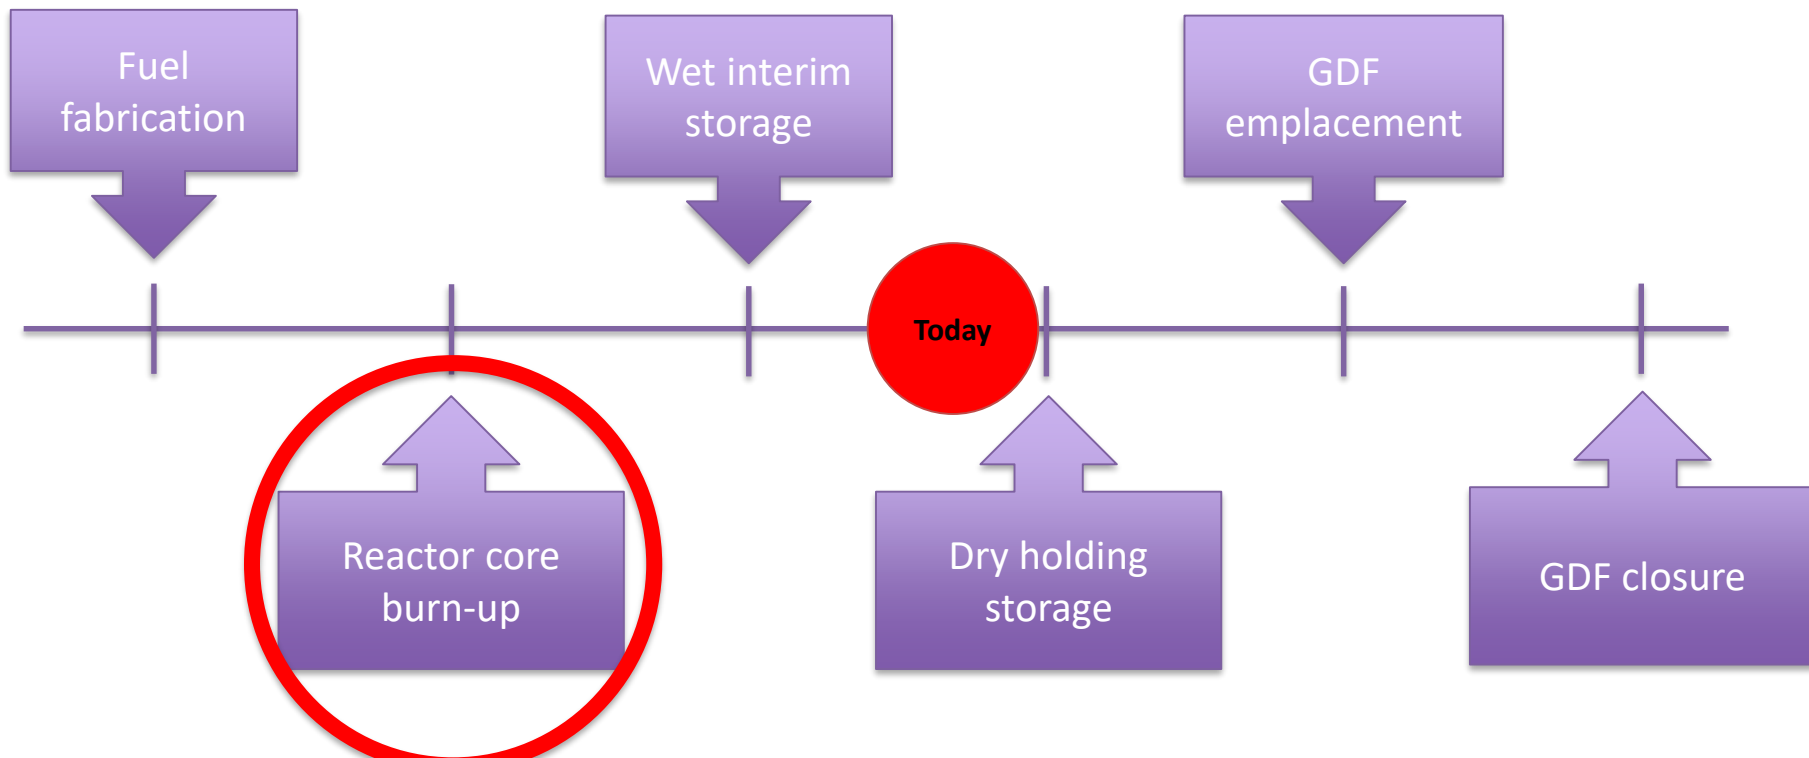 Fuel
fabrication
Wet interim
storage
GDF
emplacement
Today
Reactor core
burn-up
Dry holding
storage
GDF closure